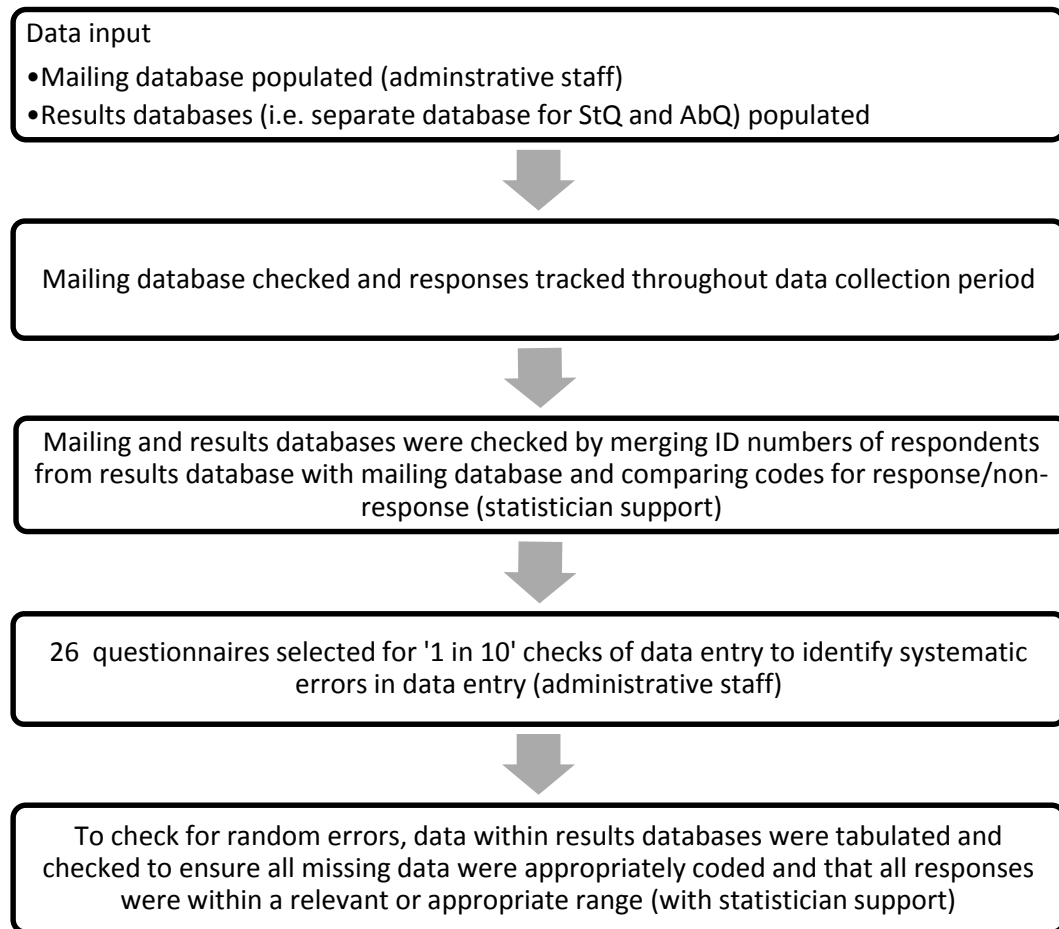 Data input
•Mailing database populated (adminstrative staff)
•Results databases (i.e. separate database for StQ and AbQ) populated
Mailing database checked and responses tracked throughout data collection period
Mailing and results databases were checked by merging ID numbers of respondents
from results database with mailing database and comparing codes for response/non-
response (statistician support)
26 questionnaires selected for '1 in 10' checks of data entry to identify systematic
errors in data entry (administrative staff)
To check for random errors, data within results databases were tabulated and
checked to ensure all missing data were appropriately coded and that all responses
were within a relevant or appropriate range (with statistician support)